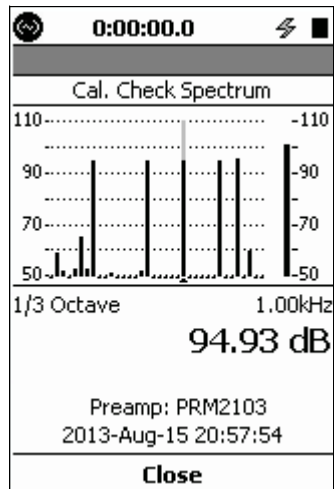 0:00:00.0
Cal. Check Spectrum
110 -110
90 -90
70 -70
50 -50
1/3 Octave 1.00kHz
94.93 dB
Preamp: PRM2103
2013-Aug-15 20:57:54
Close